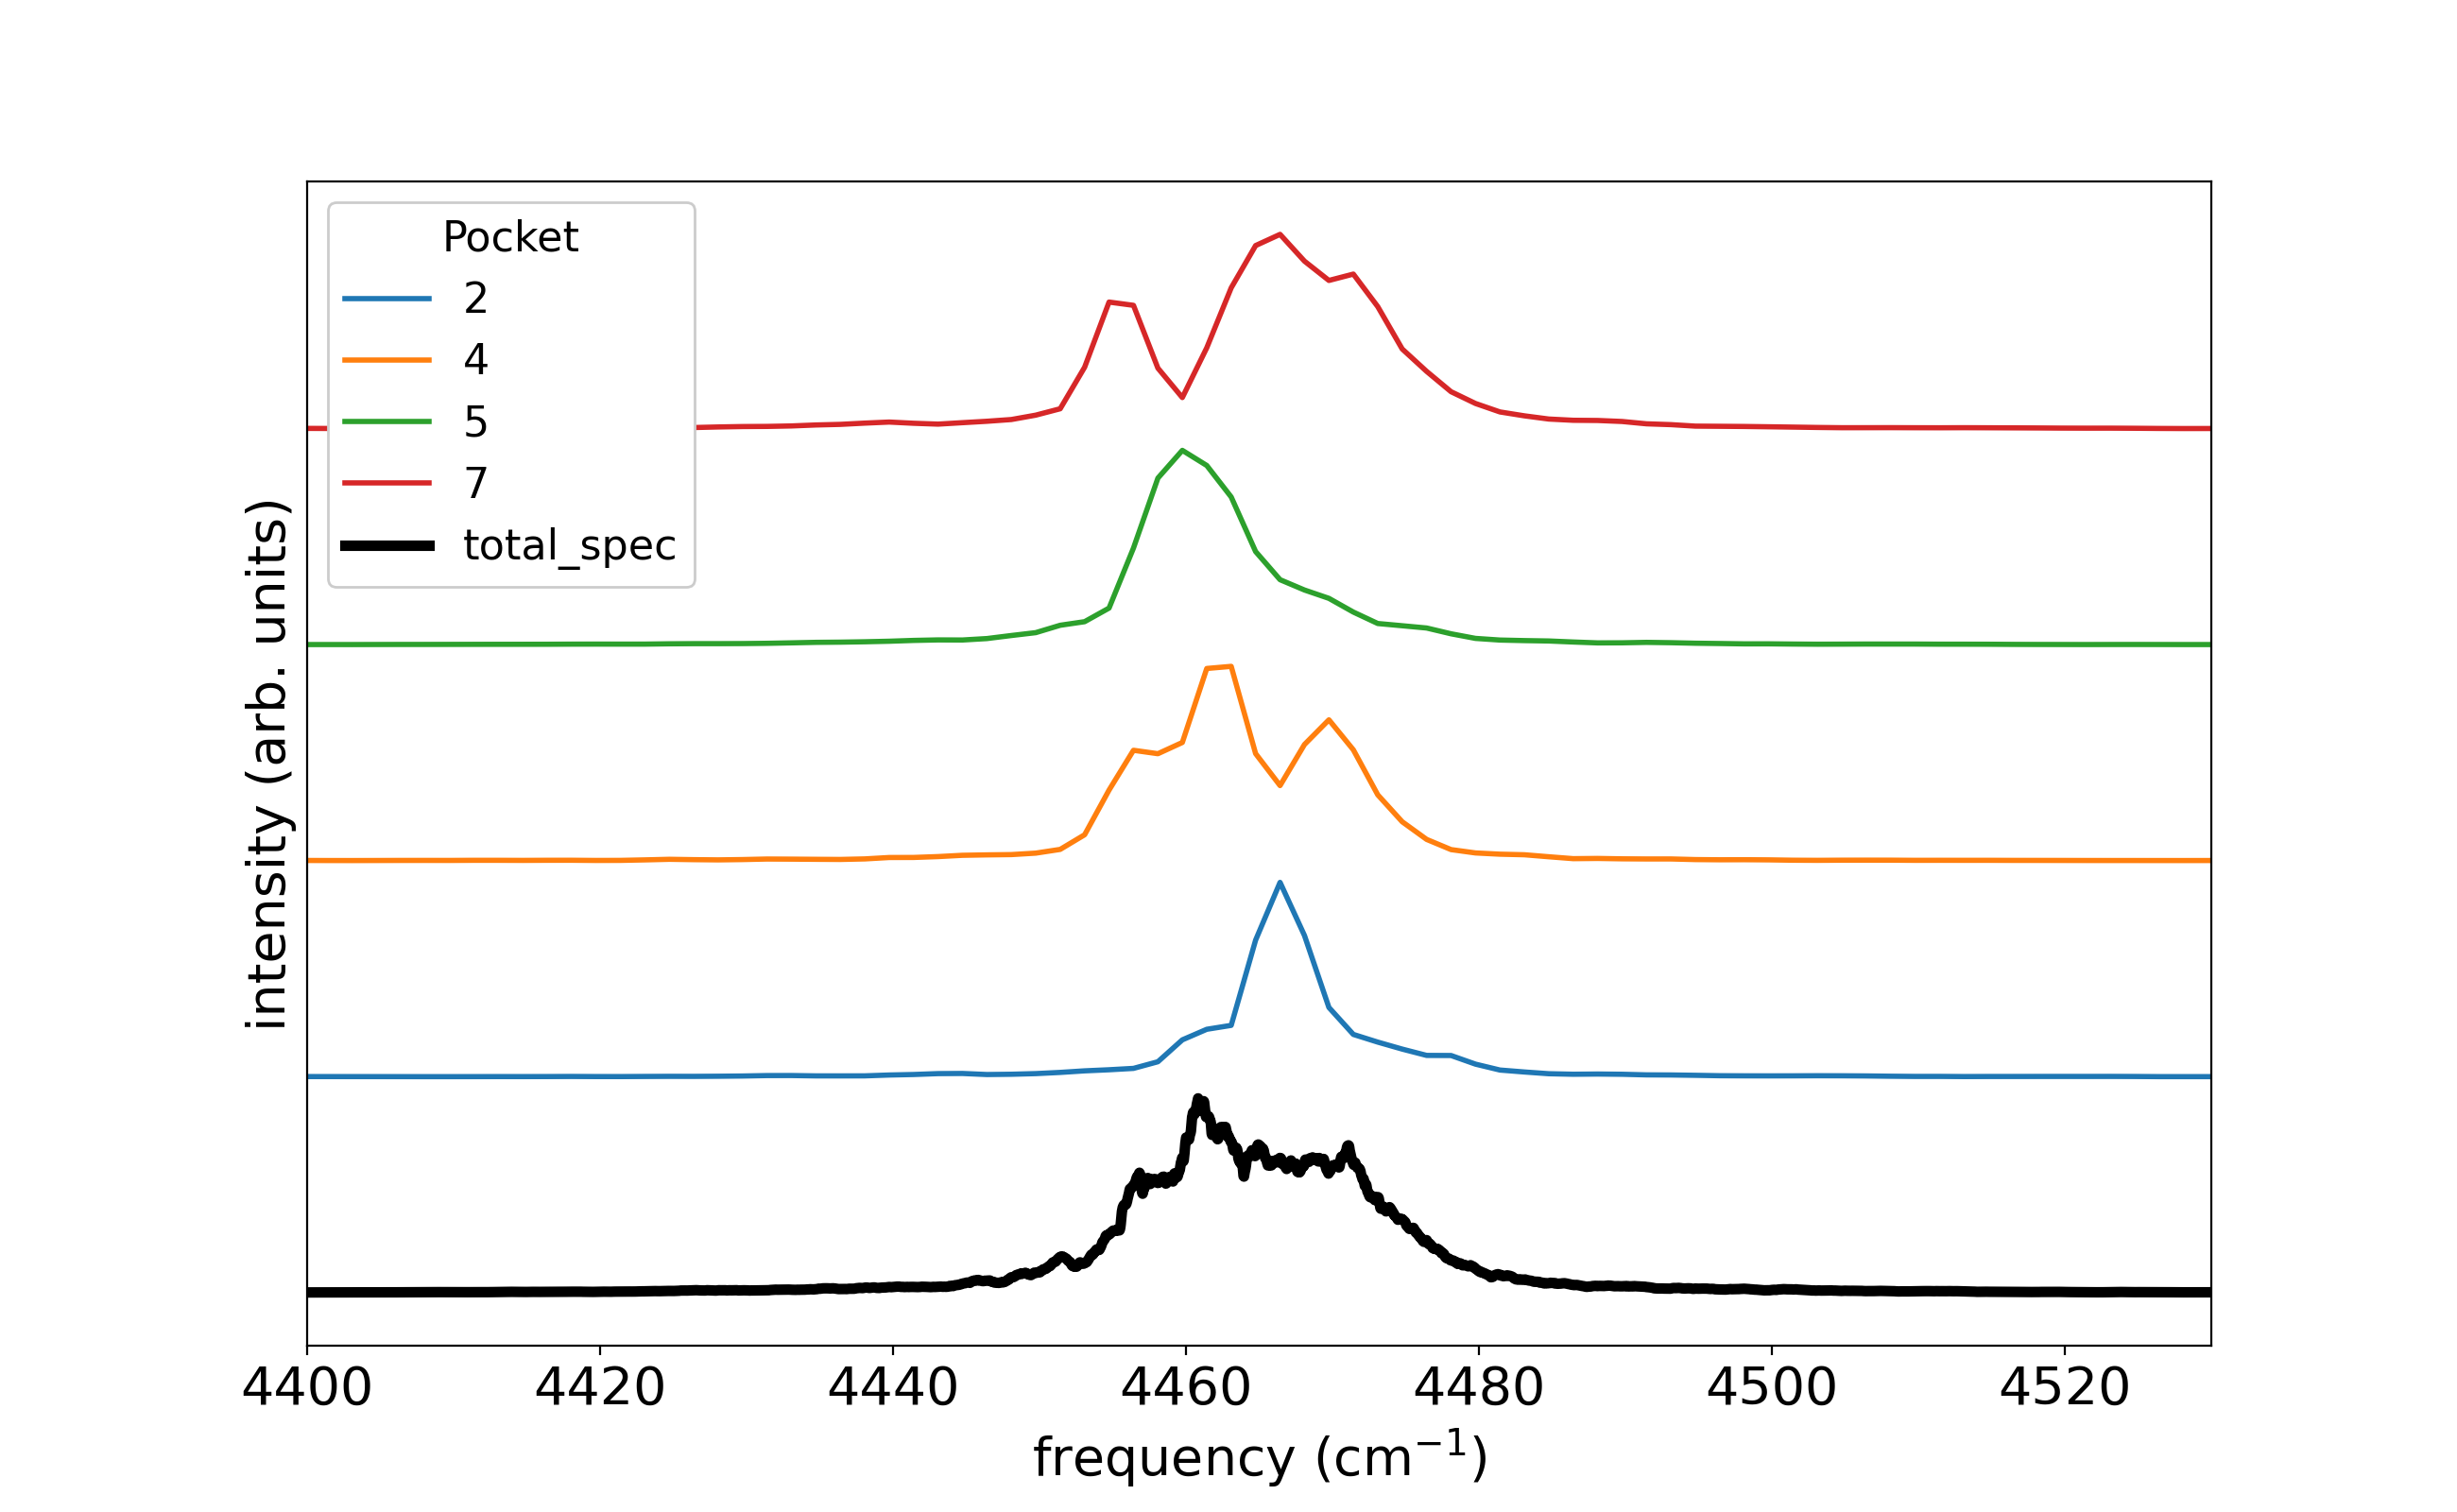 Pocket
2
4
5
7
total_spec
intensity (arb. units)
4400 4420 4440 4460 4480 4500 4520
frequency (cm⁻¹)